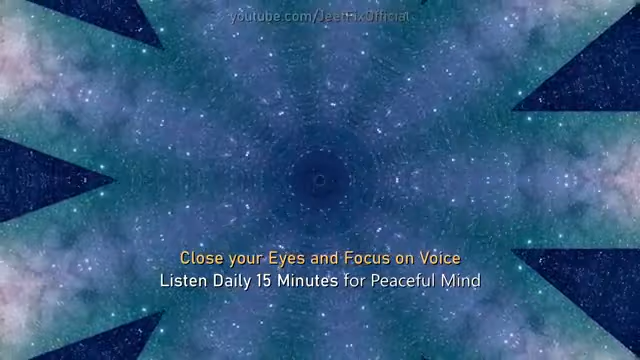 youtube.com/JeetFixOfficial
Close your Eyes and Focus on Voice
Listen Daily 15 Minutes for Peaceful Mind